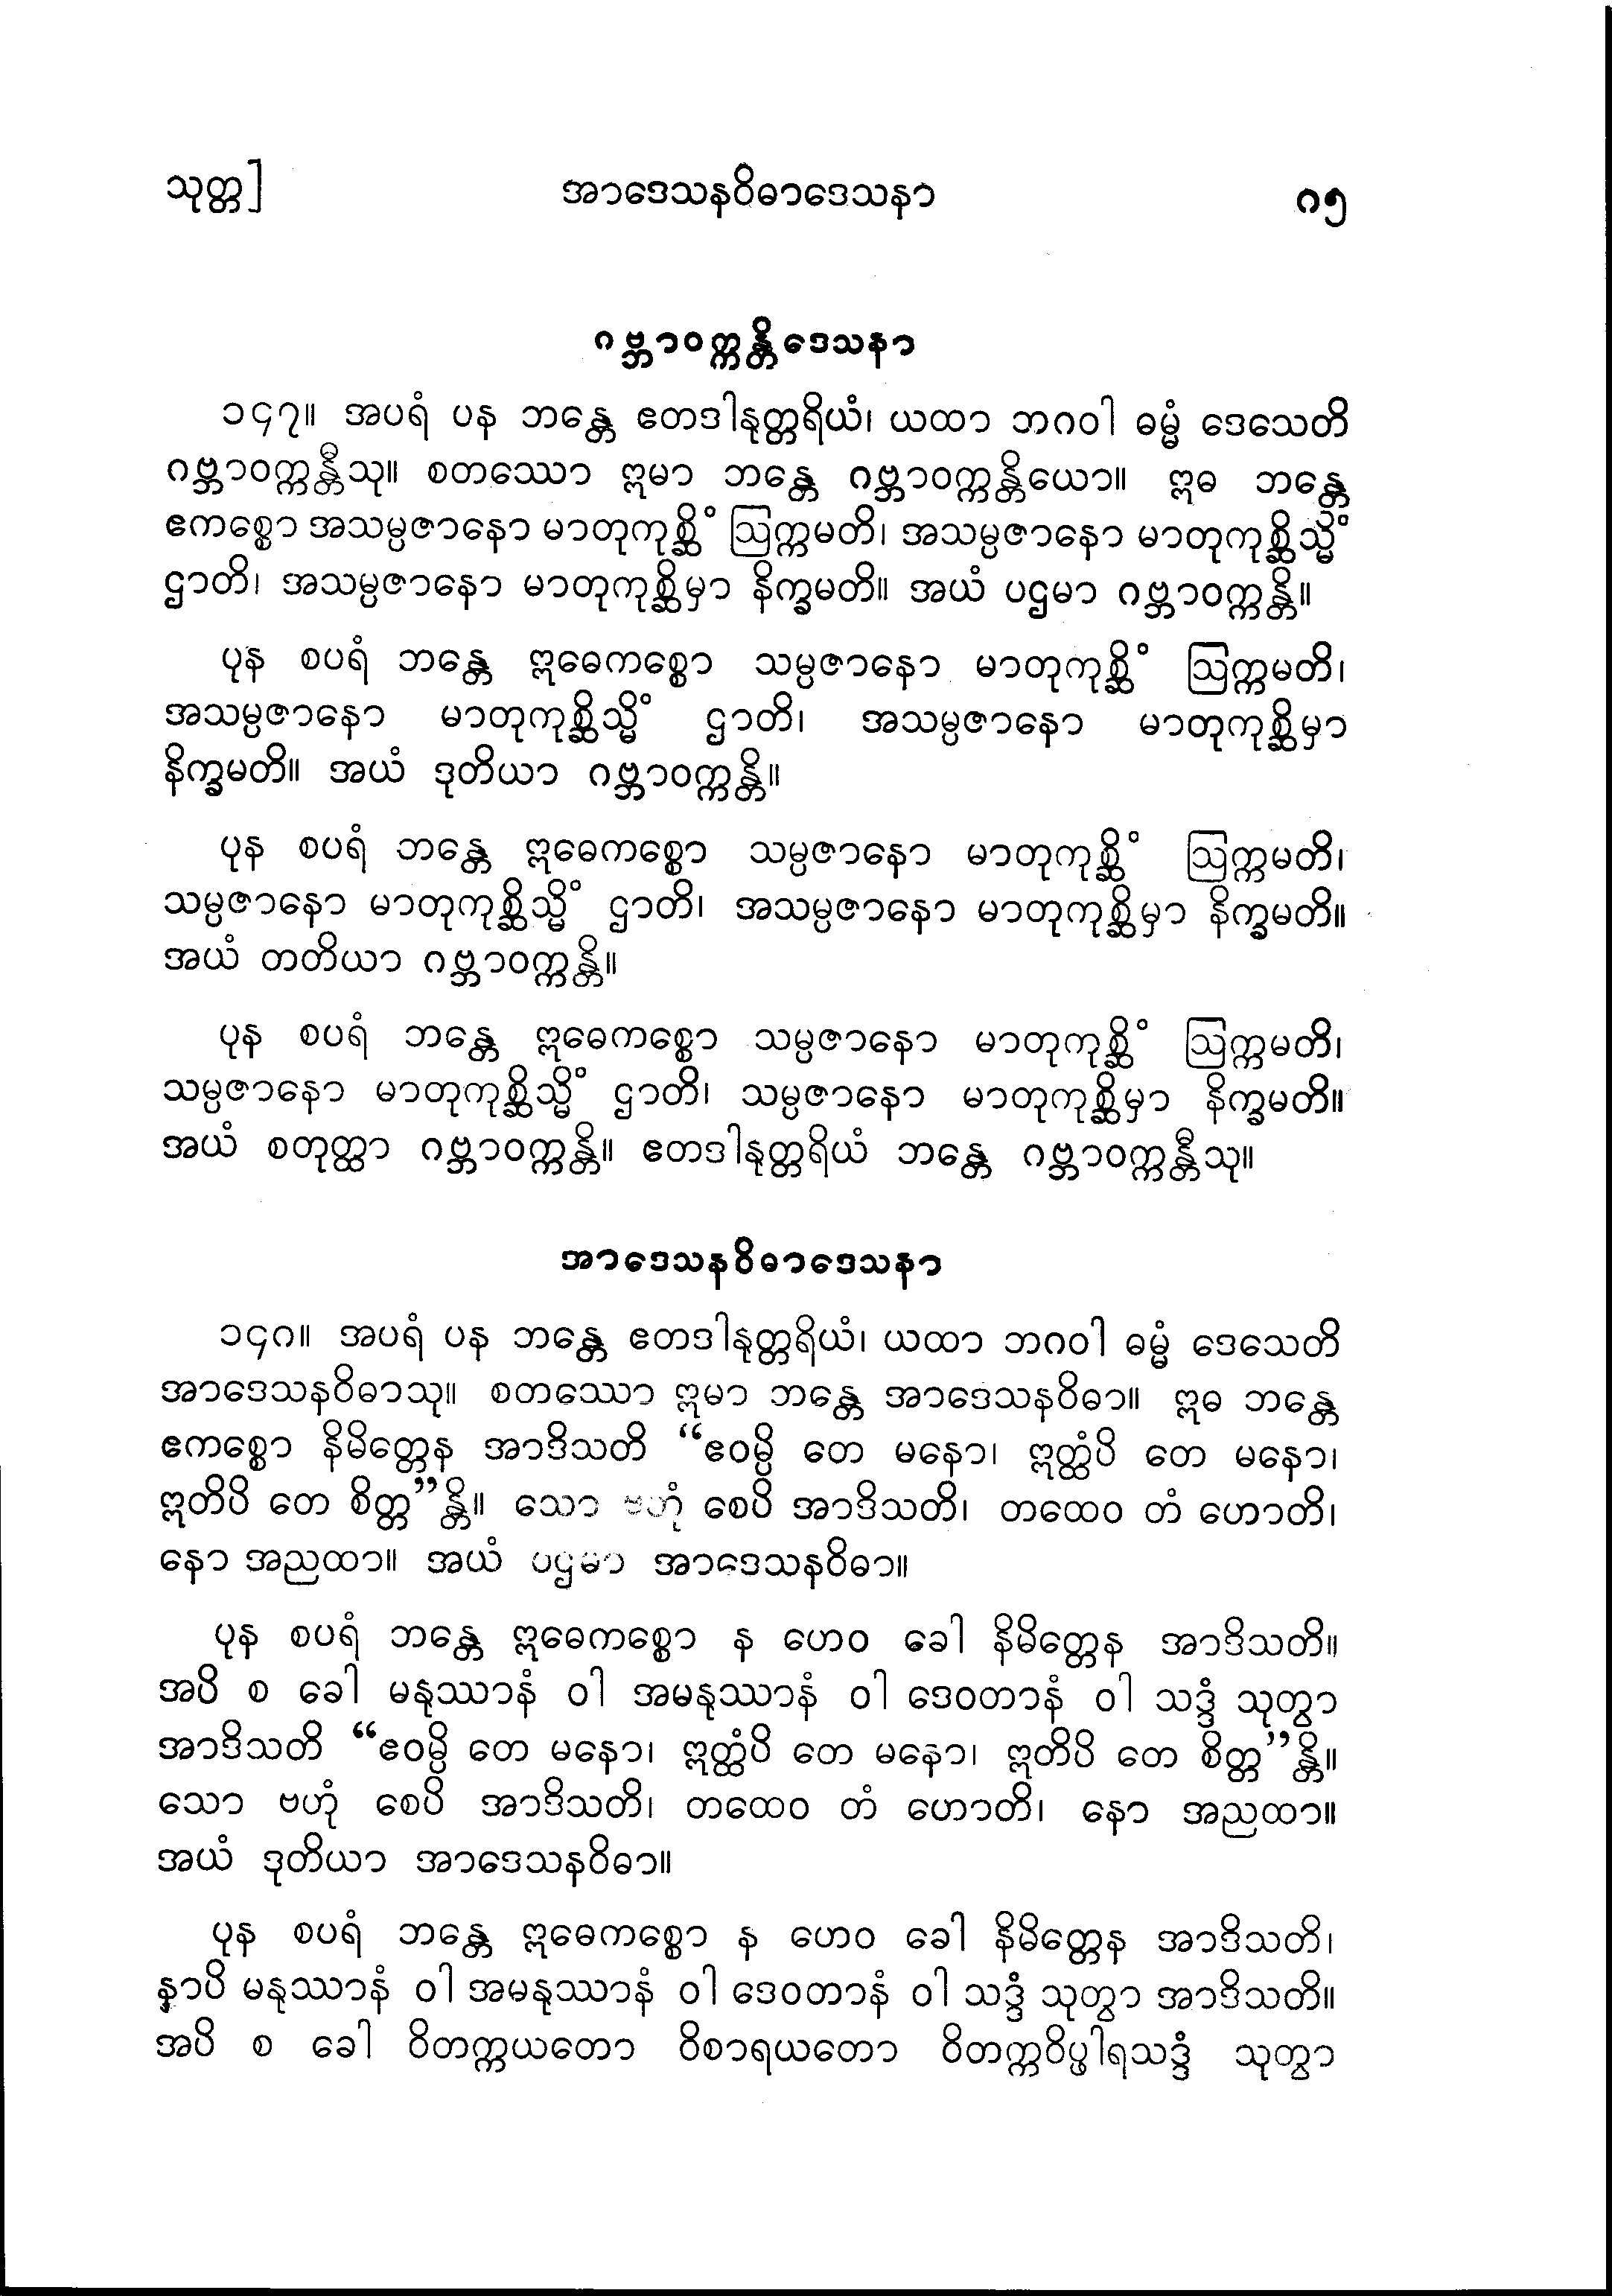 သုတ္တ] အာဒေသနဝိဓာဒေသနာ ၈၅
ဂဗ္ဘာဝက္ကန္တိဒေသနာ
၁၄၇။ အပရံ ပန ဘန္တေ ဧတဒါနုတ္တရိယံ၊ ယထာ ဘဂဝါ ဓမ္မံ ဒေသေတိ
ဂဗ္ဘာဝက္ကန္တီသု။ စတဿော ဣမာ ဘန္တေ ဂဗ္ဘာဝက္ကန္တိယော။ ဣဓ ဘန္တေ
ဧကစ္စော အသမ္ပဇာနော မာတုကုစ္ဆိံ ဩက္ကမတိ၊ အသမ္ပဇာနော မာတုကုစ္ဆိသ္မိံ
ဌာတိ၊ အသမ္ပဇာနော မာတုကုစ္ဆိမှာ နိက္ခမတိ။ အယံ ပဌမာ ဂဗ္ဘာဝက္ကန္တိ။
ပုန စပရံ ဘန္တေ ဣဓေကစ္စော သမ္ပဇာနော မာတုကုစ္ဆိံ ဩက္ကမတိ၊
အသမ္ပဇာနော မာတုကုစ္ဆိသ္မိံ ဌာတိ၊ အသမ္ပဇာနော မာတုကုစ္ဆိမှာ
နိက္ခမတိ။ အယံ ဒုတိယာ ဂဗ္ဘာဝက္ကန္တိ။
ပုန စပရံ ဘန္တေ ဣဓေကစ္စော သမ္ပဇာနော မာတုကုစ္ဆိံ ဩက္ကမတိ၊
သမ္ပဇာနော မာတုကုစ္ဆိသ္မိံ ဌာတိ၊ အသမ္ပဇာနော မာတုကုစ္ဆိမှာ နိက္ခမတိ။
အယံ တတိယာ ဂဗ္ဘာဝက္ကန္တိ။
ပုန စပရံ ဘန္တေ ဣဓေကစ္စော သမ္ပဇာနော မာတုကုစ္ဆိံ ဩက္ကမတိ၊
သမ္ပဇာနော မာတုကုစ္ဆိသ္မိံ ဌာတိ၊ သမ္ပဇာနော မာတုကုစ္ဆိမှာ နိက္ခမတိ။
အယံ စတုတ္ထာ ဂဗ္ဘာဝက္ကန္တိ။ ဧတဒါနုတ္တရိယံ ဘန္တေ ဂဗ္ဘာဝက္ကန္တီသု။
အာဒေသနဝိဓာဒေသနာ
၁၄၈။ အပရံ ပန ဘန္တေ ဧတဒါနုတ္တရိယံ၊ ယထာ ဘဂဝါ ဓမ္မံ ဒေသေတိ
အာဒေသနဝိဓာသု။ စတဿော ဣမာ ဘန္တေ အာဒေသနဝိဓာ။ ဣဓ ဘန္တေ
ဧကစ္စော နိမိတ္တေန အာဒိသတိ “ဧဝမ္ပိ တေ မနော၊ ဣတ္ထံပိ တေ မနော၊
ဣတိပိ တေ စိတ္တ”န္တိ။ သော ဗဟုံ စေပိ အာဒိသတိ၊ တထေဝ တံ ဟောတိ၊
နော အညထာ။ အယံ ပဌမာ အာဒေသနဝိဓာ။
ပုန စပရံ ဘန္တေ ဣဓေကစ္စော န ဟေဝ ခေါ နိမိတ္တေန အာဒိသတိ။
အပိ စ ခေါ မနုဿာနံ ဝါ အမနုဿာနံ ဝါ ဒေဝတာနံ ဝါ သဒ္ဒံ သုတွာ
အာဒိသတိ “ဧဝမ္ပိ တေ မနော၊ ဣတ္ထံပိ တေ မနော၊ ဣတိပိ တေ စိတ္တ”န္တိ။
သော ဗဟုံ စေပိ အာဒိသတိ၊ တထေဝ တံ ဟောတိ၊ နော အညထာ။
အယံ ဒုတိယာ အာဒေသနဝိဓာ။
ပုန စပရံ ဘန္တေ ဣဓေကစ္စော န ဟေဝ ခေါ နိမိတ္တေန အာဒိသတိ၊
နာပိ မနုဿာနံ ဝါ အမနုဿာနံ ဝါ ဒေဝတာနံ ဝါ သဒ္ဒံ သုတွာ အာဒိသတိ။
အပိ စ ခေါ ဝိတက္ကယတော ဝိစာရယတော ဝိတက္ကဝိပ္ဖါရသဒ္ဒံ သုတွာ